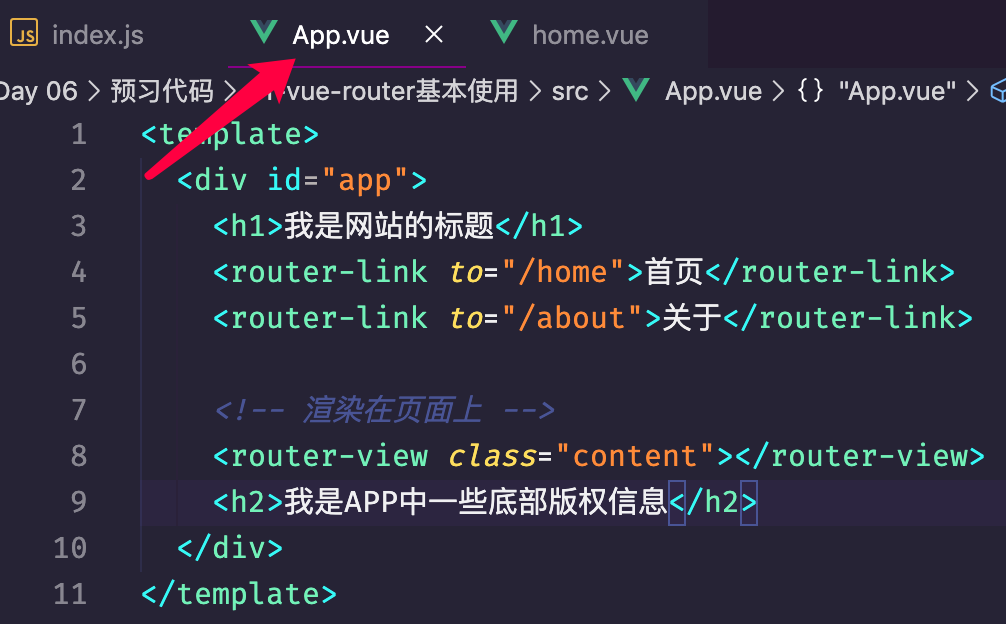 JS index.js App.vue × home.vue
Day 06 > 预习代码 > -vue-router基本使用 > src > App.vue > {} "App.vue" >
1 <template>
2 <div id="app">
3 <h1>我是网站的标题</h1>
4 <router-link to="/home">首页</router-link>
5 <router-link to="/about">关于</router-link>
6
7 <!-- 渲染在页面上 -->
8 <router-view class="content"></router-view>
9 <h2>我是APP中一些底部版权信息</h2>
10 </div>
11 </template>